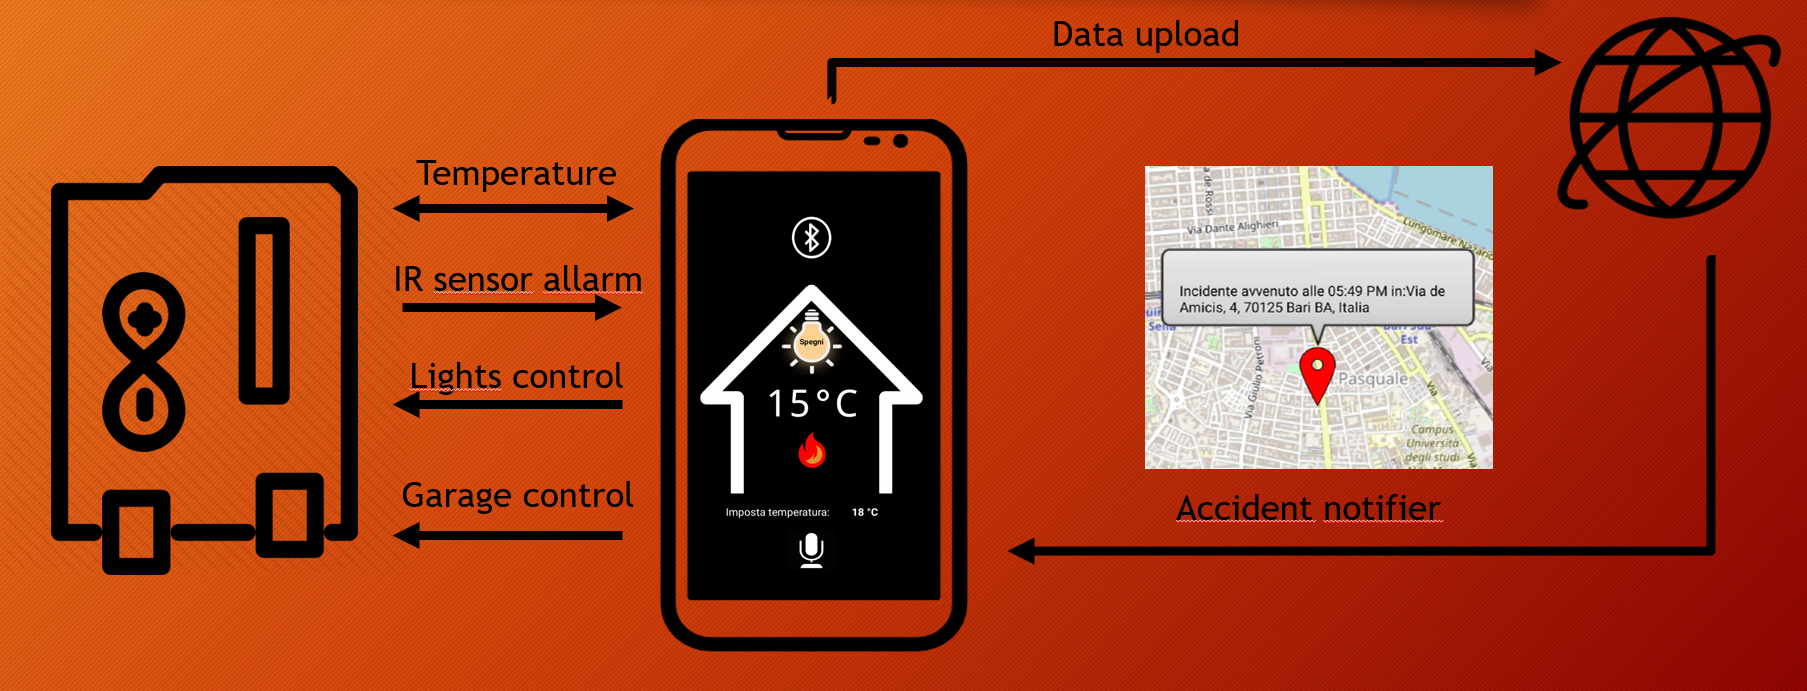 Data upload
Temperature
IR sensor allarm
Lights control
Garage control
Spegni
15°C
Imposta temperatura: 18 °C
Via Dante Alighieri
Lungomare Nazario
Incidente avvenuto alle 05:49 PM in:Via de
Amicis, 4, 70125 Bari BA, Italia
Est
Via Giulio Petroni
Pasquale
Via
Campus
Università
degli studi
Accident notifier